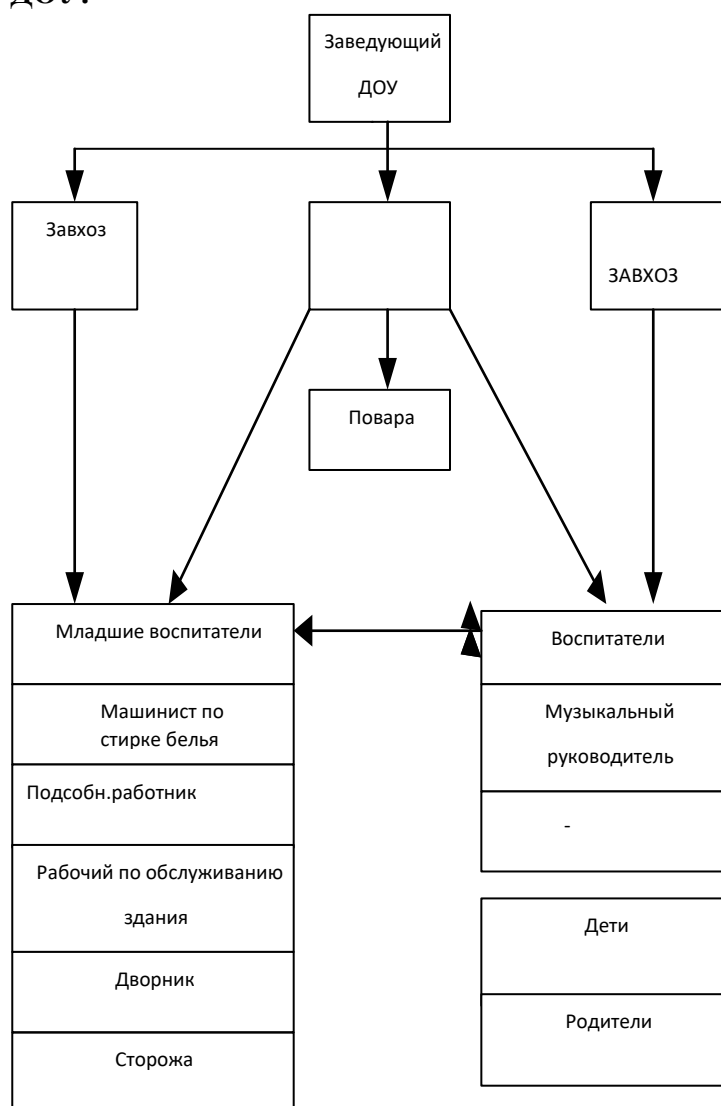 ДОУ:
Заведующий
ДОУ
Завхоз
ЗАВХОЗ
Повара
Младшие воспитатели
Машинист по
стирке белья
Подсобн.работник
Рабочий по обслуживанию
здания
Дворник
Сторожа
Воспитатели
Музыкальный
руководитель
-
Дети
Родители